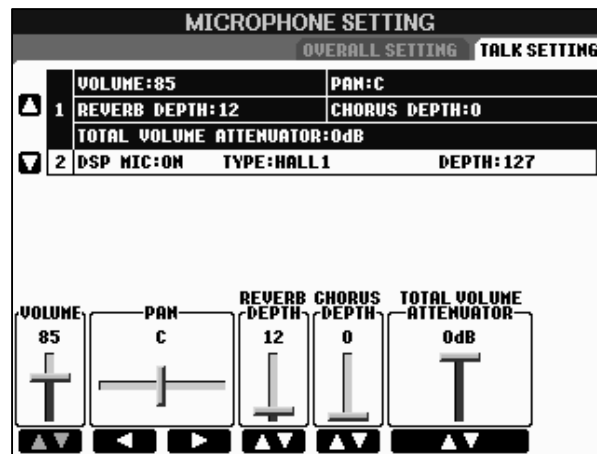 MICROPHONE SETTING
OVERALL SETTING TALK SETTING
1
VOLUME:85 PAN:C
REVERB DEPTH:12 CHORUS DEPTH:0
TOTAL VOLUME ATTENUATOR:0dB
2 DSP MIC:ON TYPE:HALL1 DEPTH:127
VOLUME PAN REVERB DEPTH CHORUS DEPTH TOTAL VOLUME ATTENUATOR
85 C 12 0 0dB